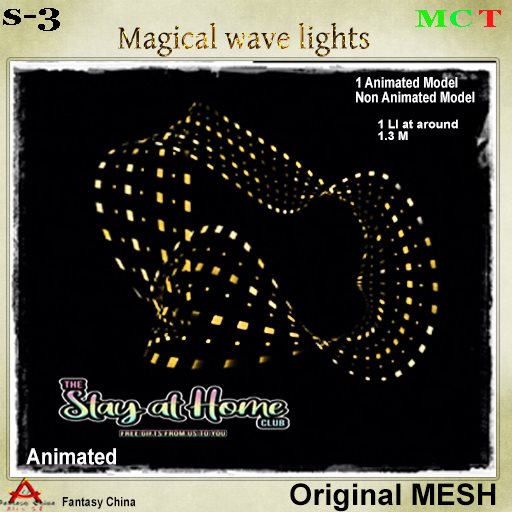 S-3
Magical wave lights
MCT
1 Animated Model
Non Animated Model
1 LI at around
1.3 M
THE
Stay at Home
CLUB
FREE GIFTS FROM US TO YOU
Animated
Fantasy China
Original MESH